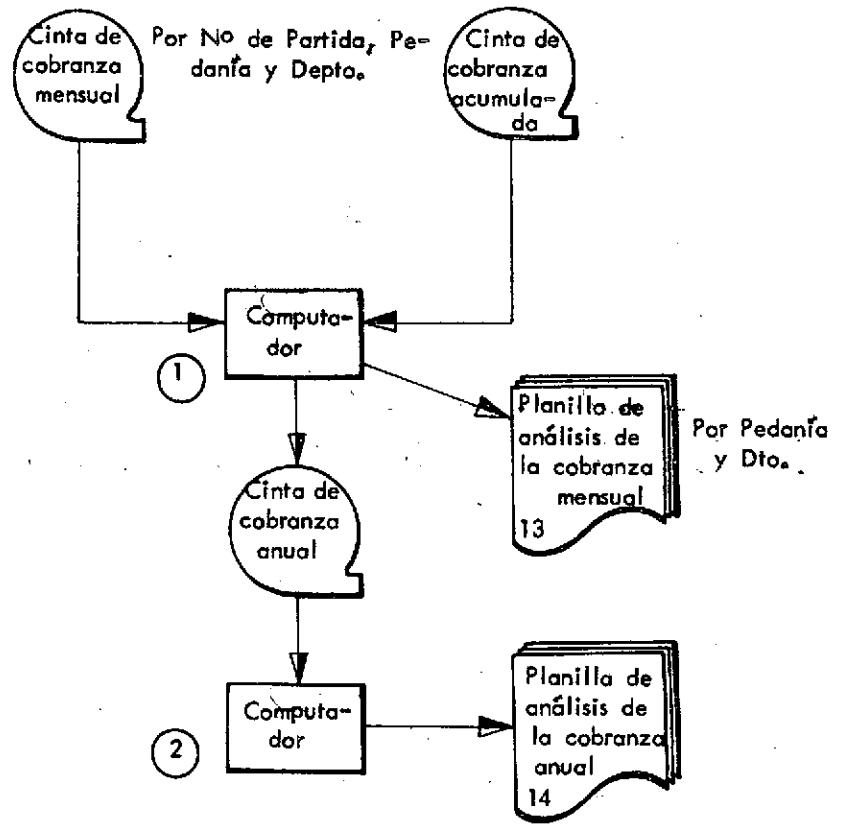 Cinta de
cobranza
mensual
Por Nº de Partida, Pe-
danía y Depto.
Cinta de
cobranza
acumula-
da
Computa-
dor
1
Planilla de
análisis de
la cobranza
mensual
13
Por Pedanía
y Dto.
Cinta de
cobranza
anual
Computa-
dor
2
Planilla de
análisis de
la cobranza
anual
14